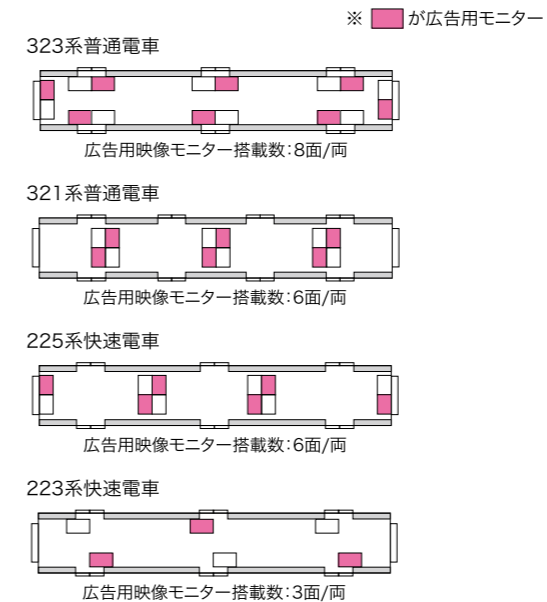 ※ が広告用モニター
323系普通電車
広告用映像モニター搭載数：8面/両
321系普通電車
広告用映像モニター搭載数：6面/両
225系快速電車
広告用映像モニター搭載数：6面/両
223系快速電車
広告用映像モニター搭載数：3面/両